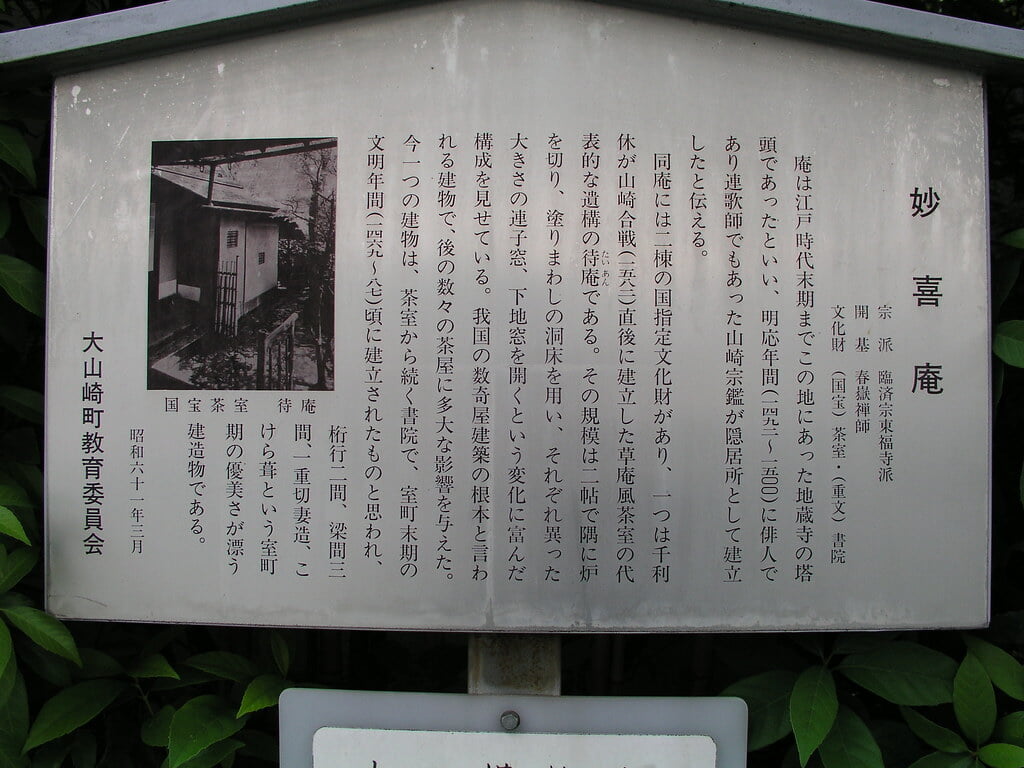 妙喜庵
宗派　臨済宗東福寺派
開基　春嶽禅師
文化財　（国宝）茶室・（重文）書院
庵は江戸時代末期までこの地にあった地蔵寺の塔
頭であったといい、明応年間（一四九二〜一五〇〇）に俳人で
あり連歌師でもあった山崎宗鑑が隠居所として建立
したと伝える。
同庵には二棟の国指定文化財があり、一つは千利
休が山崎合戦（一五八二）直後に建立した草庵風茶室の代
表的な遺構の待庵である。その規模は二帖で隅に炉
たいあん
を切り、塗りまわしの洞床を用い、それぞれ異った
大きさの連子窓、下地窓を開くという変化に富んだ
構成を見せている。我国の数奇屋建築の根本と言わ
れる建物で、後の数々の茶屋に多大な影響を与えた。
今一つの建物は、茶室から続く書院で、室町末期の
文明年間（一四六九〜八七）頃に建立されたものと思われ、
桁行二間、梁間三
間、一重切妻造、こ
けら葺という室町
期の優美さが漂う
建造物である。
国宝茶室　待庵
昭和六十一年三月
大山崎町教育委員会